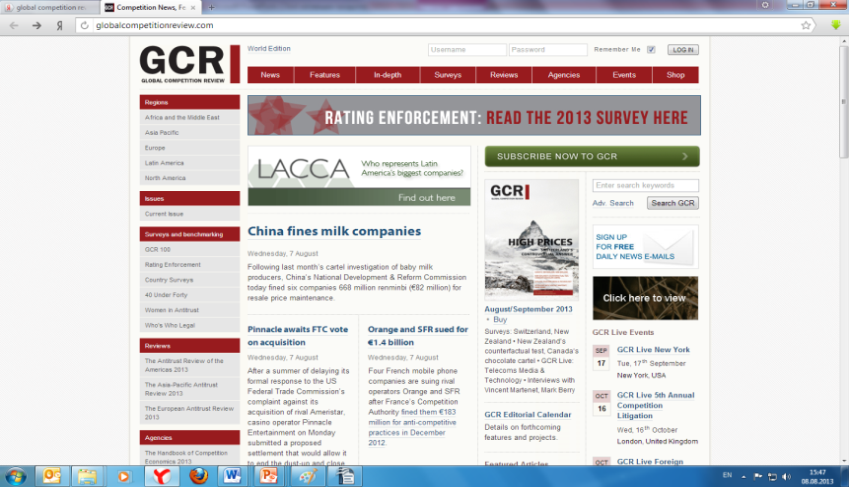 global competition re
Competition News, Fe
globalcompetitionreview.com
GCR
GLOBAL COMPETITION REVIEW
World Edition
Username
Password
Remember Me
LOG IN
News
Features
In-depth
Surveys
Reviews
Agencies
Events
Shop
Regions
Africa and the Middle East
Asia Pacific
Europe
Latin America
North America
Issues
Current Issue
Surveys and benchmarking
GCR 100
Rating Enforcement
Country Surveys
40 Under Forty
Women in Antitrust
Who's Who Legal
Reviews
The Antitrust Review of the
Americas 2013
The Asia-Pacific Antitrust
Review 2013
The European Antitrust Review
2013
Agencies
The Handbook of Competition
Economics 2013
RATING ENFORCEMENT: READ THE 2013 SURVEY HERE
LACCA
Who represents Latin
America's biggest companies?
Find out here
China fines milk companies
Wednesday, 7 August
Following last month's cartel investigation of baby milk
producers, China's National Development & Reform Commission
today fined six companies 668 million renminbi (€82 million) for
resale price maintenance.
Pinnacle awaits FTC vote
on acquisition
Wednesday, 7 August
After a summer of delaying its
formal response to the US
Federal Trade Commission's
complaint against its
acquisition of rival Ameristar,
casino operator Pinnacle
Entertainment on Monday
submitted a proposed
settlement that would allow it
to end the dust-up and close
Orange and SFR sued for
€1.4 billion
Wednesday, 7 August
Four French mobile phone
companies are suing rival
operators Orange and SFR
after France's Competition
Authority fined them €183
million for anti-competitive
practices in December
2012.
SUBSCRIBE NOW TO GCR
GCR
HIGH PRICES
August/September 2013
• Buy
Surveys: Switzerland, New
Zealand • New Zealand's
counterfactual test, Canada's
chocolate cartel • GCR Live:
Telecoms Media &
Technology • Interviews with
Vincent Martenet, Mark Berry
GCR Editorial Calendar
Details on forthcoming
features and projects.
Featured Articles
Enter search keywords
Adv Search
Search GCR
SIGN UP
FOR FREE
DAILY NEWS E-MAILS
Click here to view
GCR Live Events
SEP
17
GCR Live New York
Tue, 17th September
New York, USA
OCT
16
GCR Live 5th Annual
Competition
Litigation
Wed, 16th October
London, United Kingdom
OCT
GCR Live Foreign
EN
15:47
08.08.2013